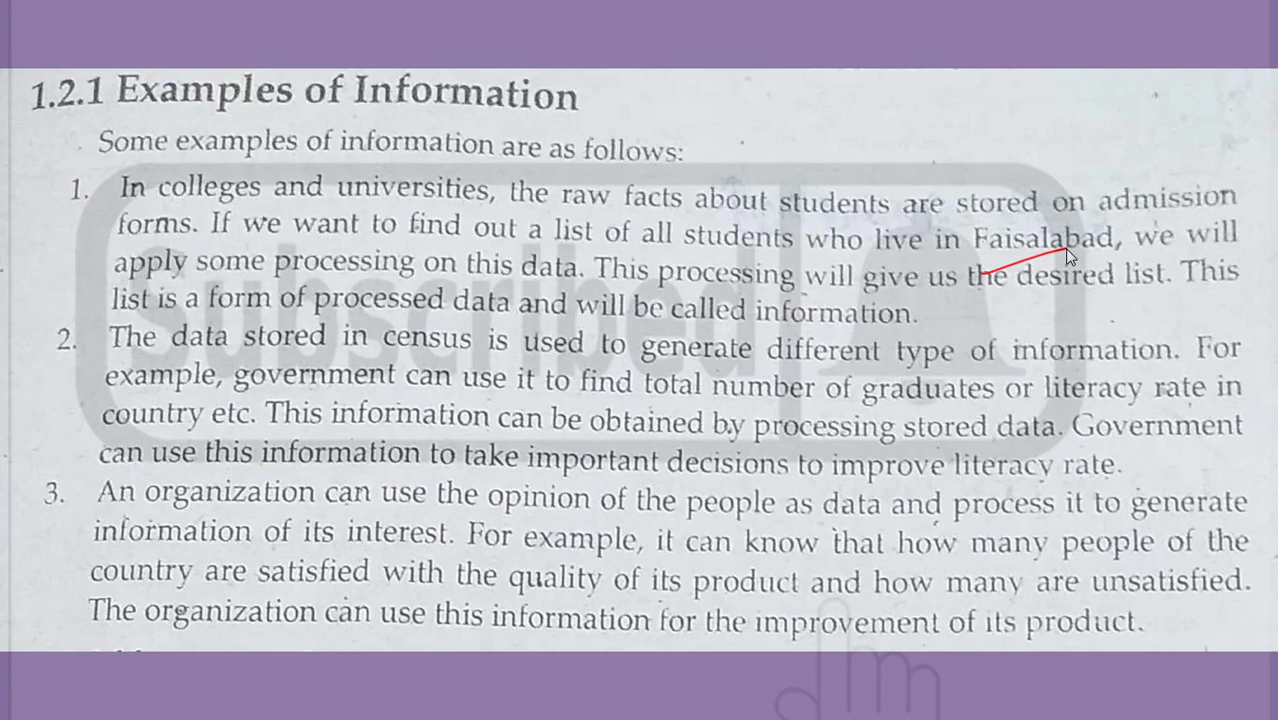 1.2.1 Examples of Information
Some examples of information are as follows:
1. In colleges and universities, the raw facts about students are stored on admission
forms. If we want to find out a list of all students who live in Faisalabad, we will
apply some processing on this data. This processing will give us the desired list. This
list is a form of processed data and will be called information.
2. The data stored in census is used to generate different type of information. For
example, government can use it to find total number of graduates or literacy rate in
country etc. This information can be obtained by processing stored data. Government
can use this information to take important decisions to improve literacy rate.
3. An organization can use the opinion of the people as data and process it to generate
information of its interest. For example, it can know that how many people of the
country are satisfied with the quality of its product and how many are unsatisfied.
The organization can use this information for the improvement of its product.
Subscribed